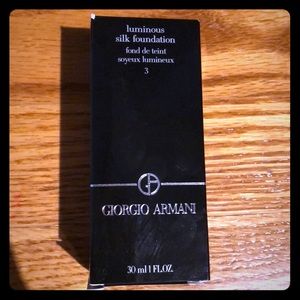 luminous
silk foundation
fond de teint
soyeux lumineux
3
GIORGIO ARMANI
30 ml 1 FL.OZ.